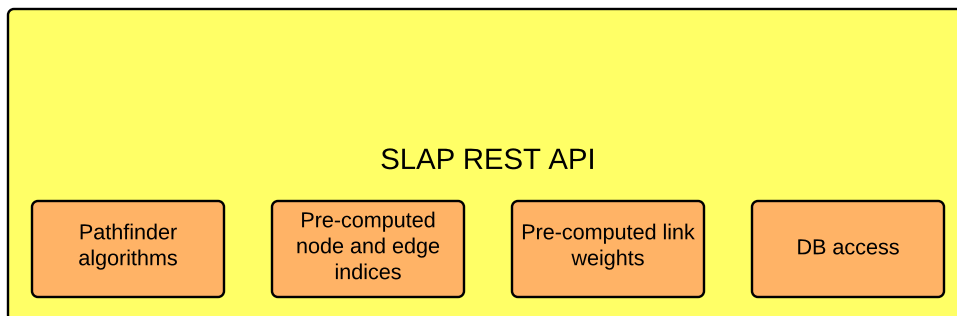 SLAP REST API
Pathfinder
algorithms
Pre-computed
node and edge
indices
Pre-computed link
weights
DB access